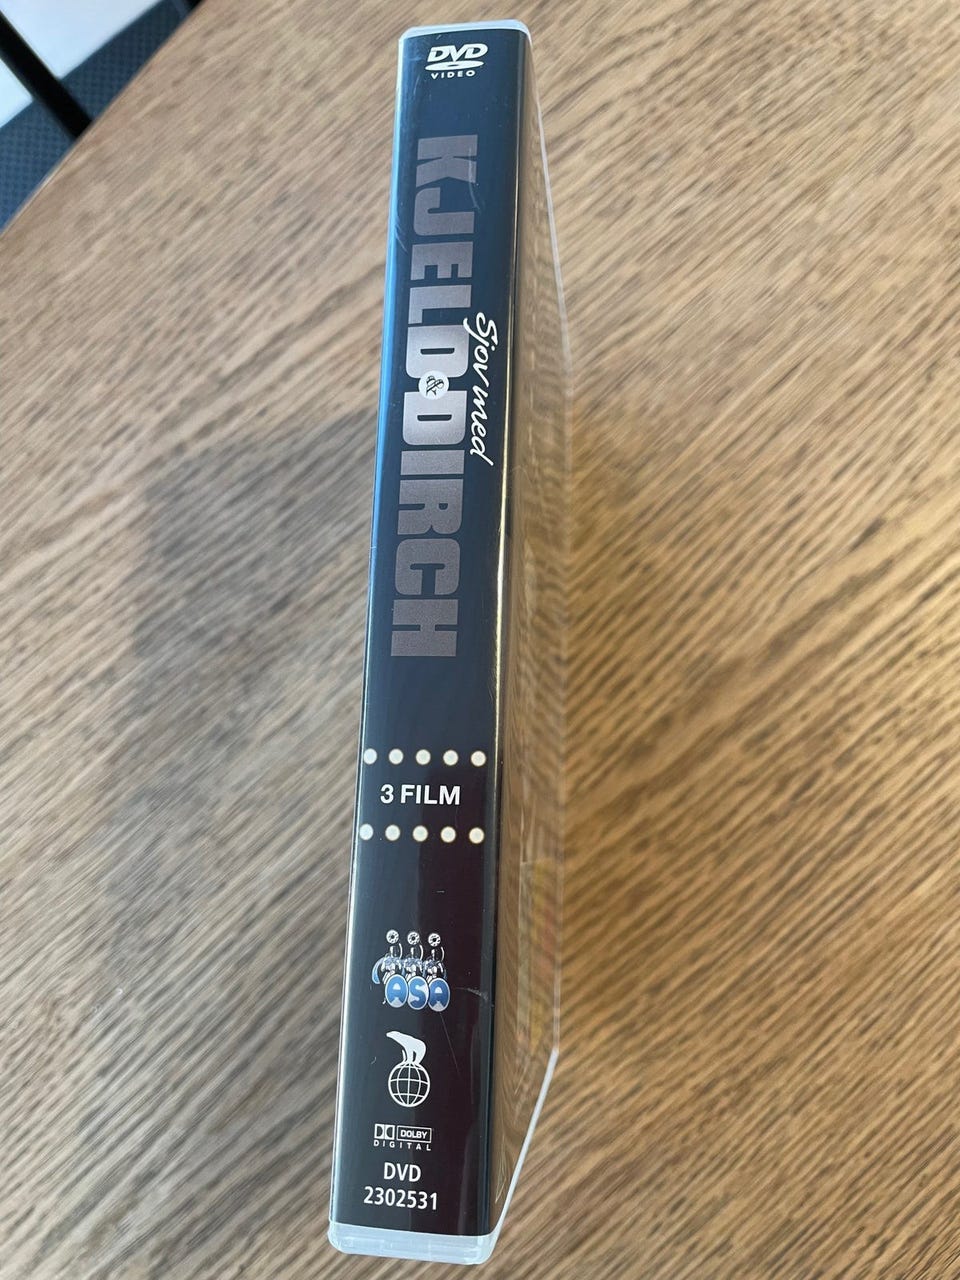 DVD
VIDEO
Sjov med
KJELD & DIRCH
3 FILM
ASA
DOLBY
DIGITAL
DVD
2302531